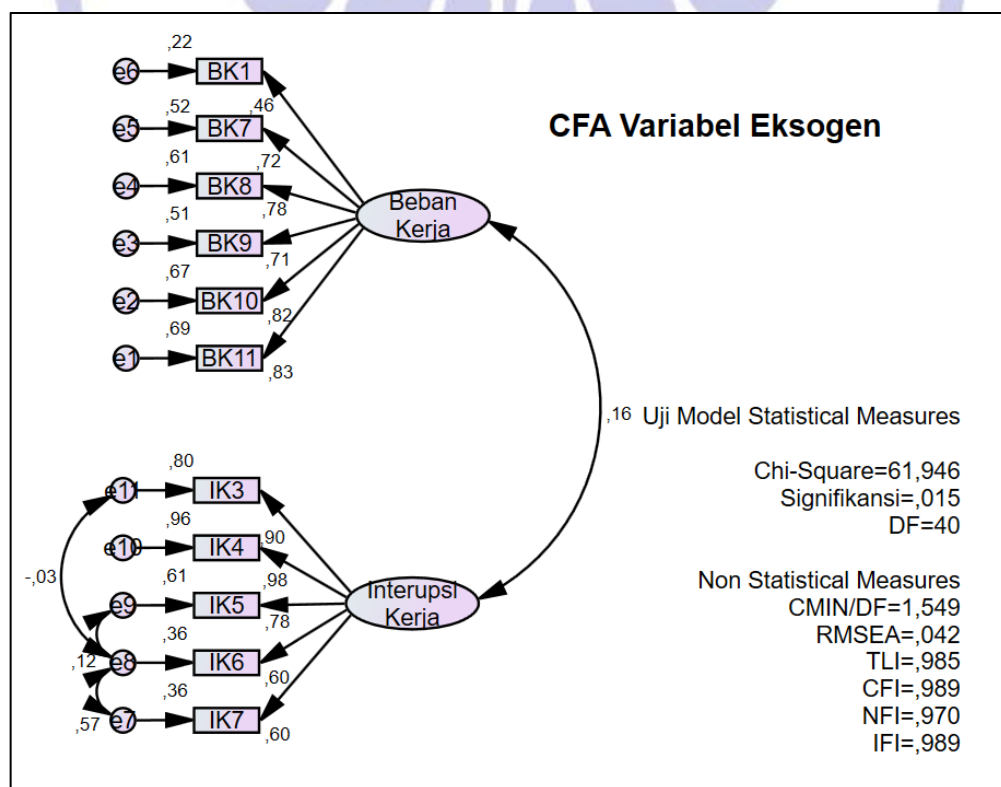 CFA Variabel Eksogen
,22
e6 BK1
,46
,52
e5 BK7
,72
,61
e4 BK8
,78
,51
e3 BK9
,71
,67
e2 BK10
,82
,69
e1 BK11
,83
Beban
Kerja
,16
Uji Model Statistical Measures
Chi-Square=61,946
Signifikansi=,015
DF=40
Non Statistical Measures
CMIN/DF=1,549
RMSEA=,042
TLI=,985
CFI=,989
NFI=,970
IFI=,989
,80
e11 IK3
,90
,96
e10 IK4
,98
,61
e9 IK5
,78
,36
e8 IK6
,60
,36
e7 IK7
,60
-,03
,12
,57
Interupsi
Kerja